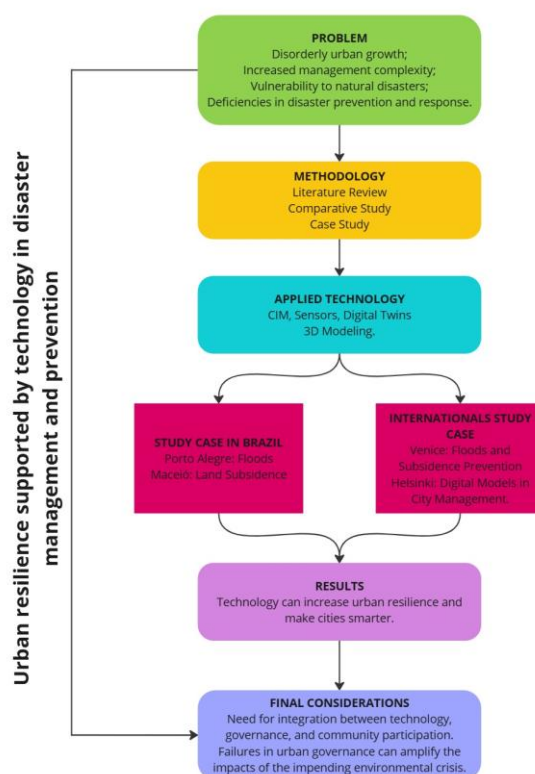 Urban resilience supported by technology in disaster
management and prevention
PROBLEM
Disorderly urban growth;
Increased management complexity;
Vulnerability to natural disasters;
Deficiencies in disaster prevention and response.
METHODOLOGY
Literature Review
Comparative Study
Case Study
APPLIED TECHNOLOGY
CIM, Sensors, Digital Twins
3D Modeling.
STUDY CASE IN BRAZIL
Porto Alegre: Floods
Maceió: Land Subsidence
INTERNATIONALS STUDY
CASE
Venice: Floods and
Subsidence Prevention
Helsinki: Digital Models in
City Management.
RESULTS
Technology can increase urban resilience and
make cities smarter.
FINAL CONSIDERATIONS
Need for integration between technology,
governance, and community participation.
Failures in urban governance can amplify the
impacts of the impending environmental crisis.